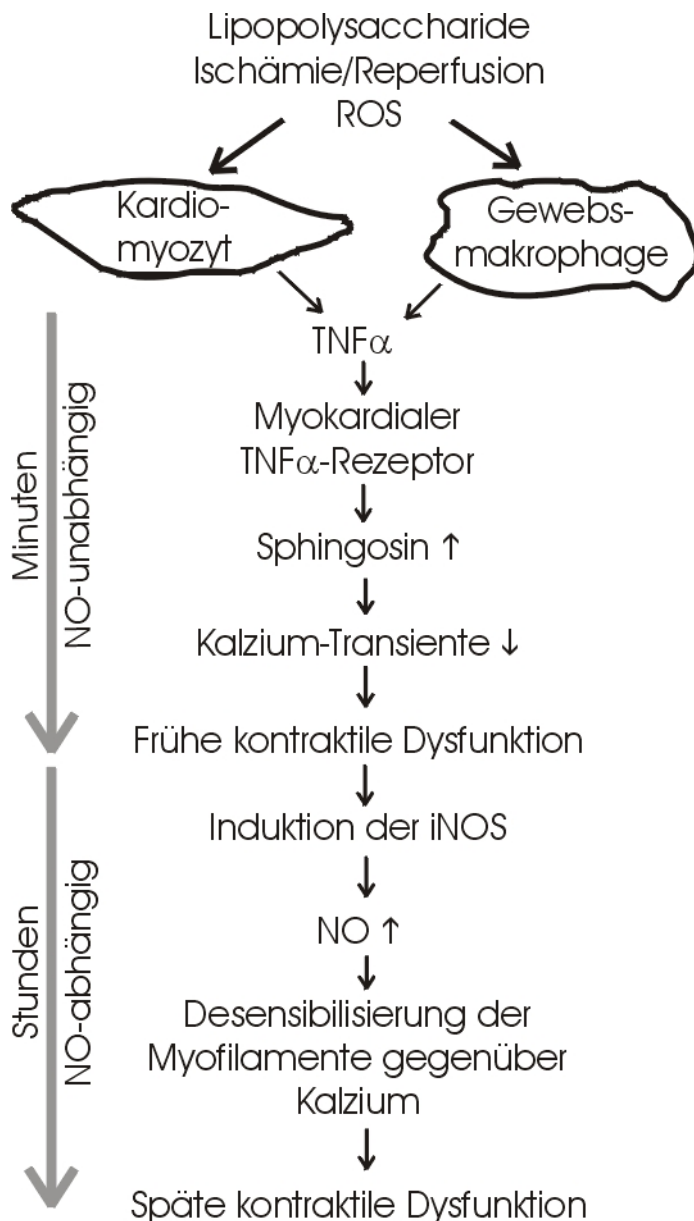 Lipopolysaccharide
Ischämie/Reperfusion
ROS
Kardio-
myozyt
Gewebs-
makrophage
TNFα
Myokardialer
TNFα-Rezeptor
Sphingosin ↑
Kalzium-Transiente ↓
Frühe kontraktile Dysfunktion
Minuten
NO-unabhängig
Induktion der iNOS
NO ↑
Desensibilisierung der
Myofilamente gegenüber
Kalzium
Späte kontraktile Dysfunktion
Stunden
NO-abhängig